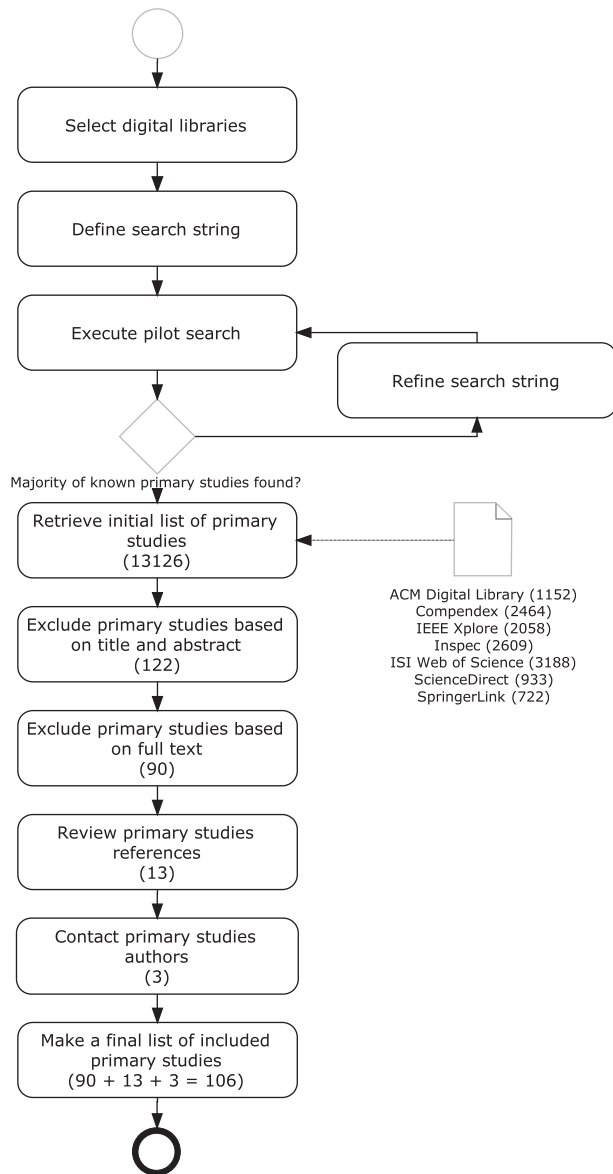 Select digital libraries
Define search string
Execute pilot search
Refine search string
Majority of known primary studies found?
Retrieve initial list of primary
studies
(13126)
ACM Digital Library (1152)
Compendex (2464)
IEEE Xplore (2058)
Inspec (2609)
ISI Web of Science (3188)
ScienceDirect (933)
SpringerLink (722)
Exclude primary studies based
on title and abstract
(122)
Exclude primary studies based
on full text
(90)
Review primary studies
references
(13)
Contact primary studies
authors
(3)
Make a final list of included
primary studies
(90 + 13 + 3 = 106)